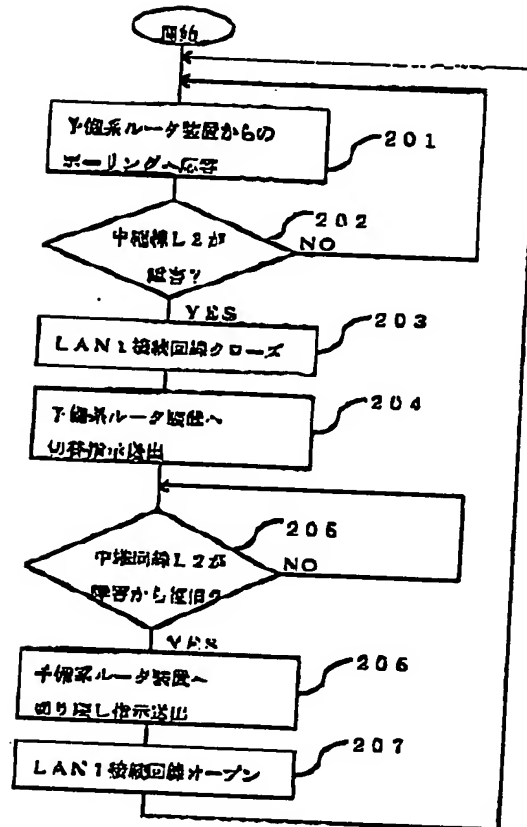 開始
予備系ルータ装置からの
ポーリングへ応答
201
中継線L2が
障害?
202
NO
YES
LAN1接続回線クローズ
203
予備系ルータ装置へ
切替指示送出
204
中継回線L2が
障害から復旧?
205
NO
YES
予備系ルータ装置へ
切り戻し指示送出
206
LAN1接続回線オープン
207